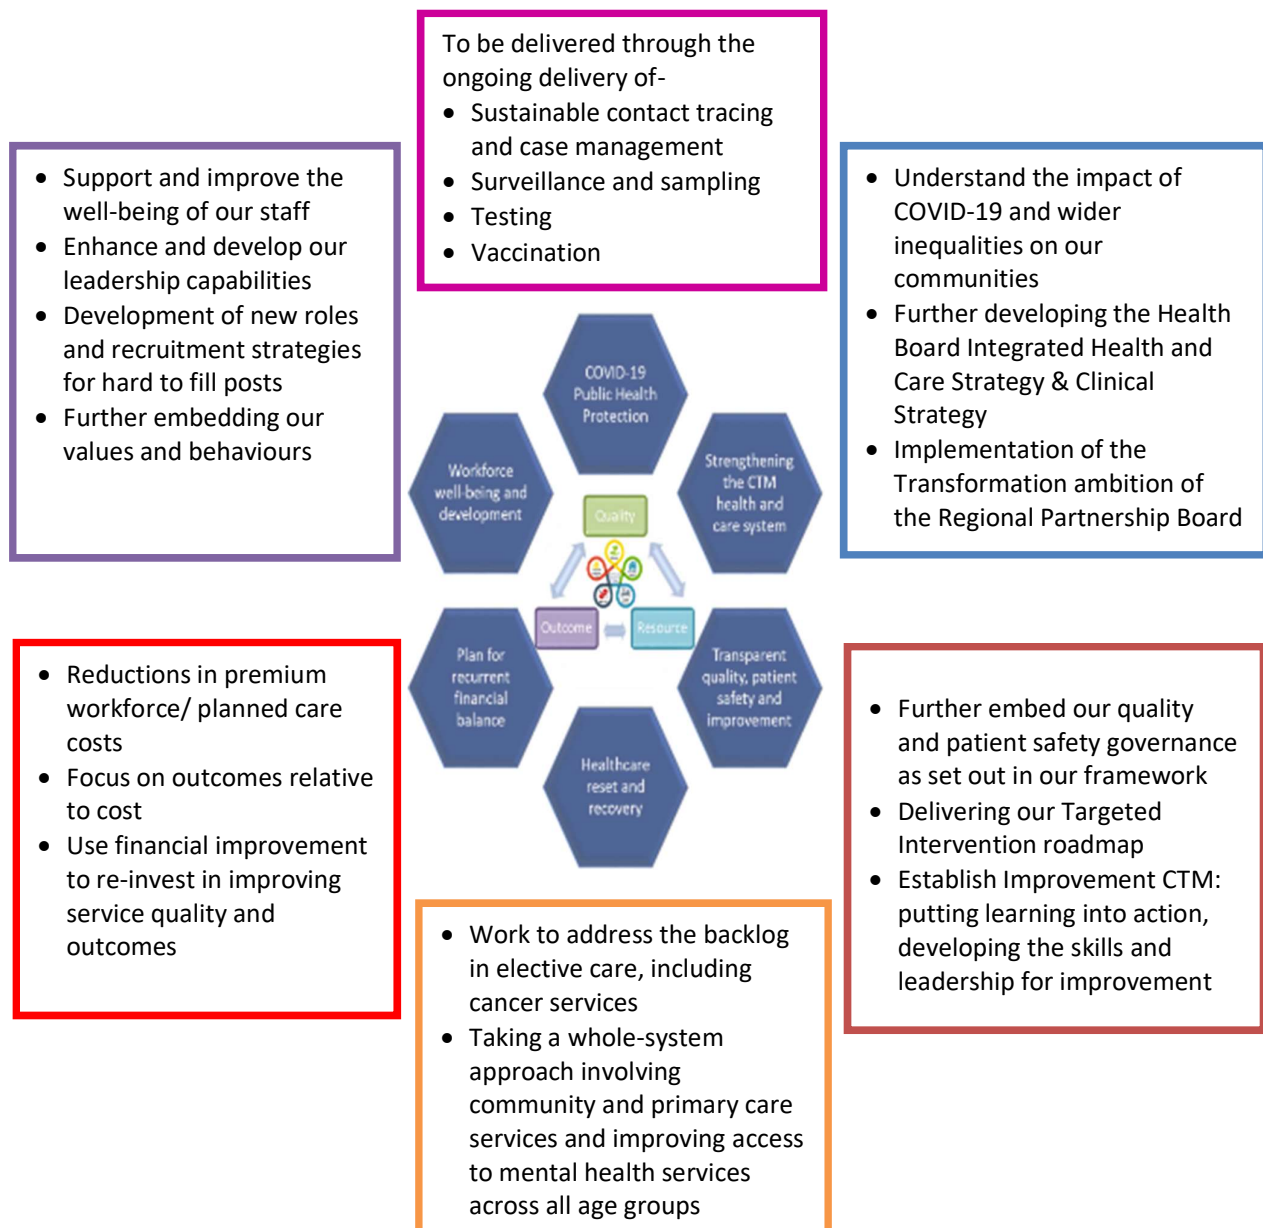 To be delivered through the
ongoing delivery of-
• Sustainable contact tracing
and case management
• Surveillance and sampling
• Testing
• Vaccination
• Support and improve the
well-being of our staff
• Enhance and develop our
leadership capabilities
• Development of new roles
and recruitment strategies
for hard to fill posts
• Further embedding our
values and behaviours
• Understand the impact of
COVID-19 and wider
inequalities on our
communities
• Further developing the Health
Board Integrated Health and
Care Strategy & Clinical
Strategy
• Implementation of the
Transformation ambition of
the Regional Partnership Board
COVID-19
Public Health
Protection
Workforce
well-being and
development
Strengthening
the CTM
health and
care system
Quality
Outcome
Resource
Plan for
recurrent
financial
balance
Transparent
quality, patient
safety and
improvement
Healthcare
reset and
recovery
• Reductions in premium
workforce/ planned care
costs
• Focus on outcomes relative
to cost
• Use financial improvement
to re-invest in improving
service quality and
outcomes
• Further embed our quality
and patient safety governance
as set out in our framework
• Delivering our Targeted
Intervention roadmap
• Establish Improvement CTM:
putting learning into action,
developing the skills and
leadership for improvement
• Work to address the backlog
in elective care, including
cancer services
• Taking a whole-system
approach involving
community and primary care
services and improving access
to mental health services
across all age groups